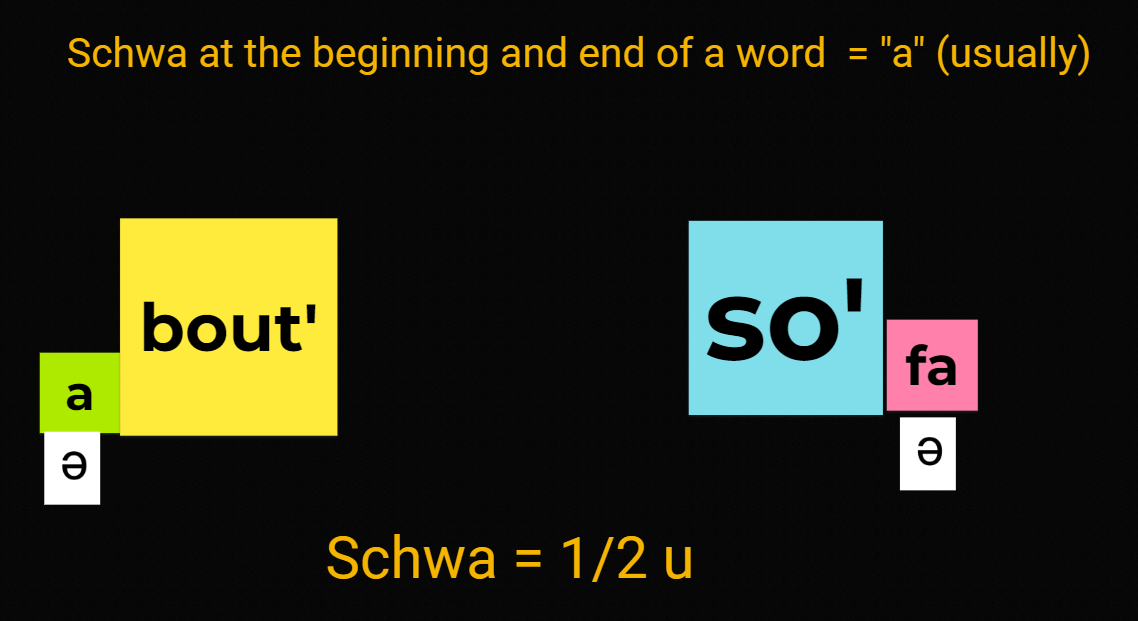 Schwa at the beginning and end of a word = "a" (usually)
a bout'
ə
so' fa
ə
Schwa = 1/2 u